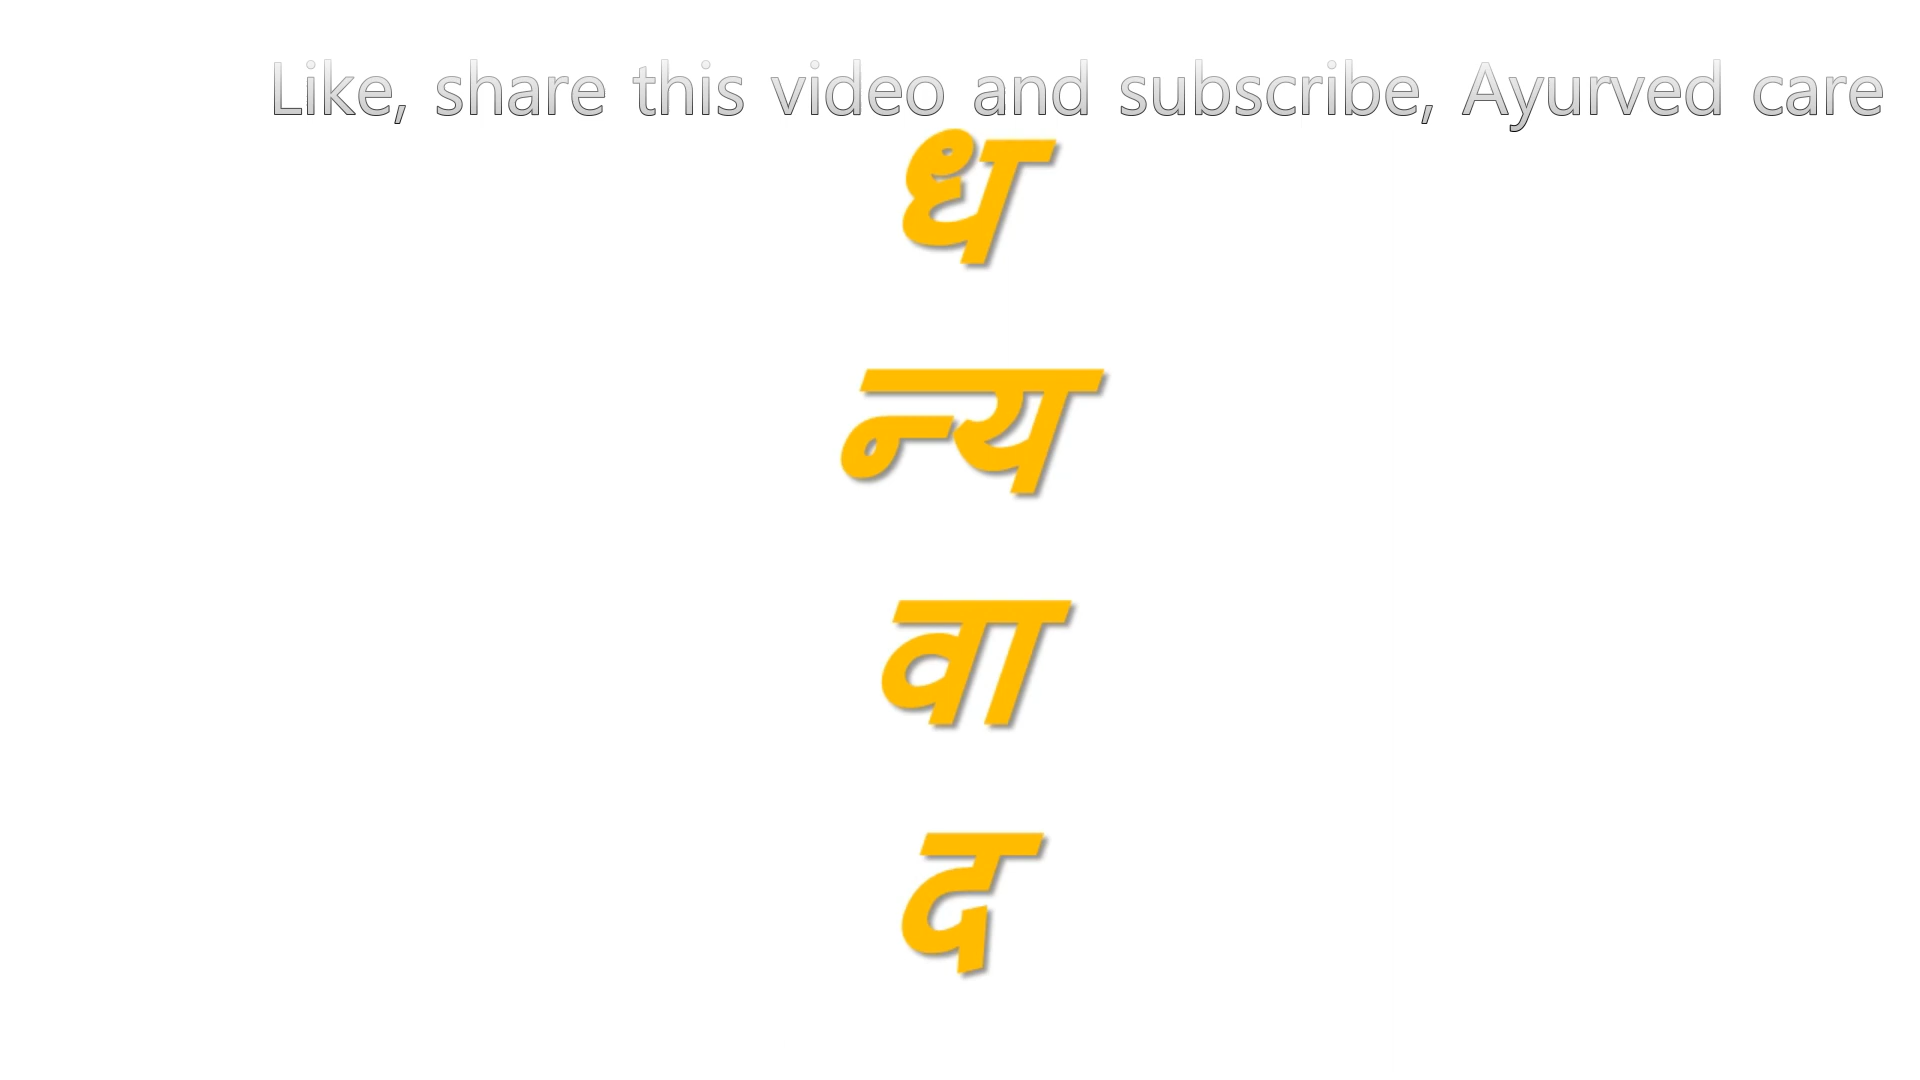 Like, share this video and subscribe, Ayurved care
ध
न्य
वा
द